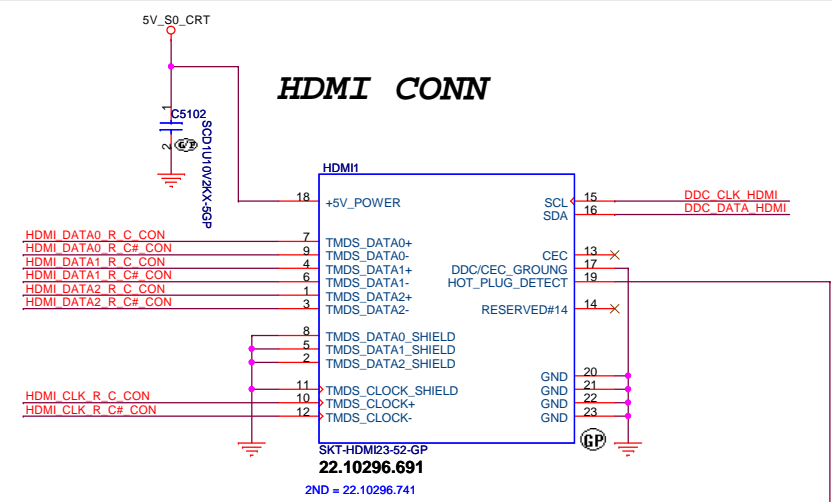 5V_S0_CRT
HDMI CONN
1
C5102
2
G/P
SCD1U10V2KX-5GP
HDMI1
18 +5V_POWER
SCL 15 DDC_CLK_HDMI
SDA 16 DDC_DATA_HDMI
HDMI_DATA0_R_C_CON 7 TMDS_DATA0+
HDMI_DATA0_R_C#_CON 9 TMDS_DATA0-
HDMI_DATA1_R_C_CON 4 TMDS_DATA1+
HDMI_DATA1_R_C#_CON 6 TMDS_DATA1-
HDMI_DATA2_R_C_CON 1 TMDS_DATA2+
HDMI_DATA2_R_C#_CON 3 TMDS_DATA2-
CEC 13
DDC/CEC_GROUNG 17
HOT_PLUG_DETECT 19
RESERVED#14 14
8 TMDS_DATA0_SHIELD
5 TMDS_DATA1_SHIELD
2 TMDS_DATA2_SHIELD
11 TMDS_CLOCK_SHIELD
HDMI_CLK_R_C_CON 10 TMDS_CLOCK+
HDMI_CLK_R_C#_CON 12 TMDS_CLOCK-
GND 20
GND 21
GND 22
GND 23
GP
SKT-HDMI23-52-GP
22.10296.691
2ND = 22.10296.741